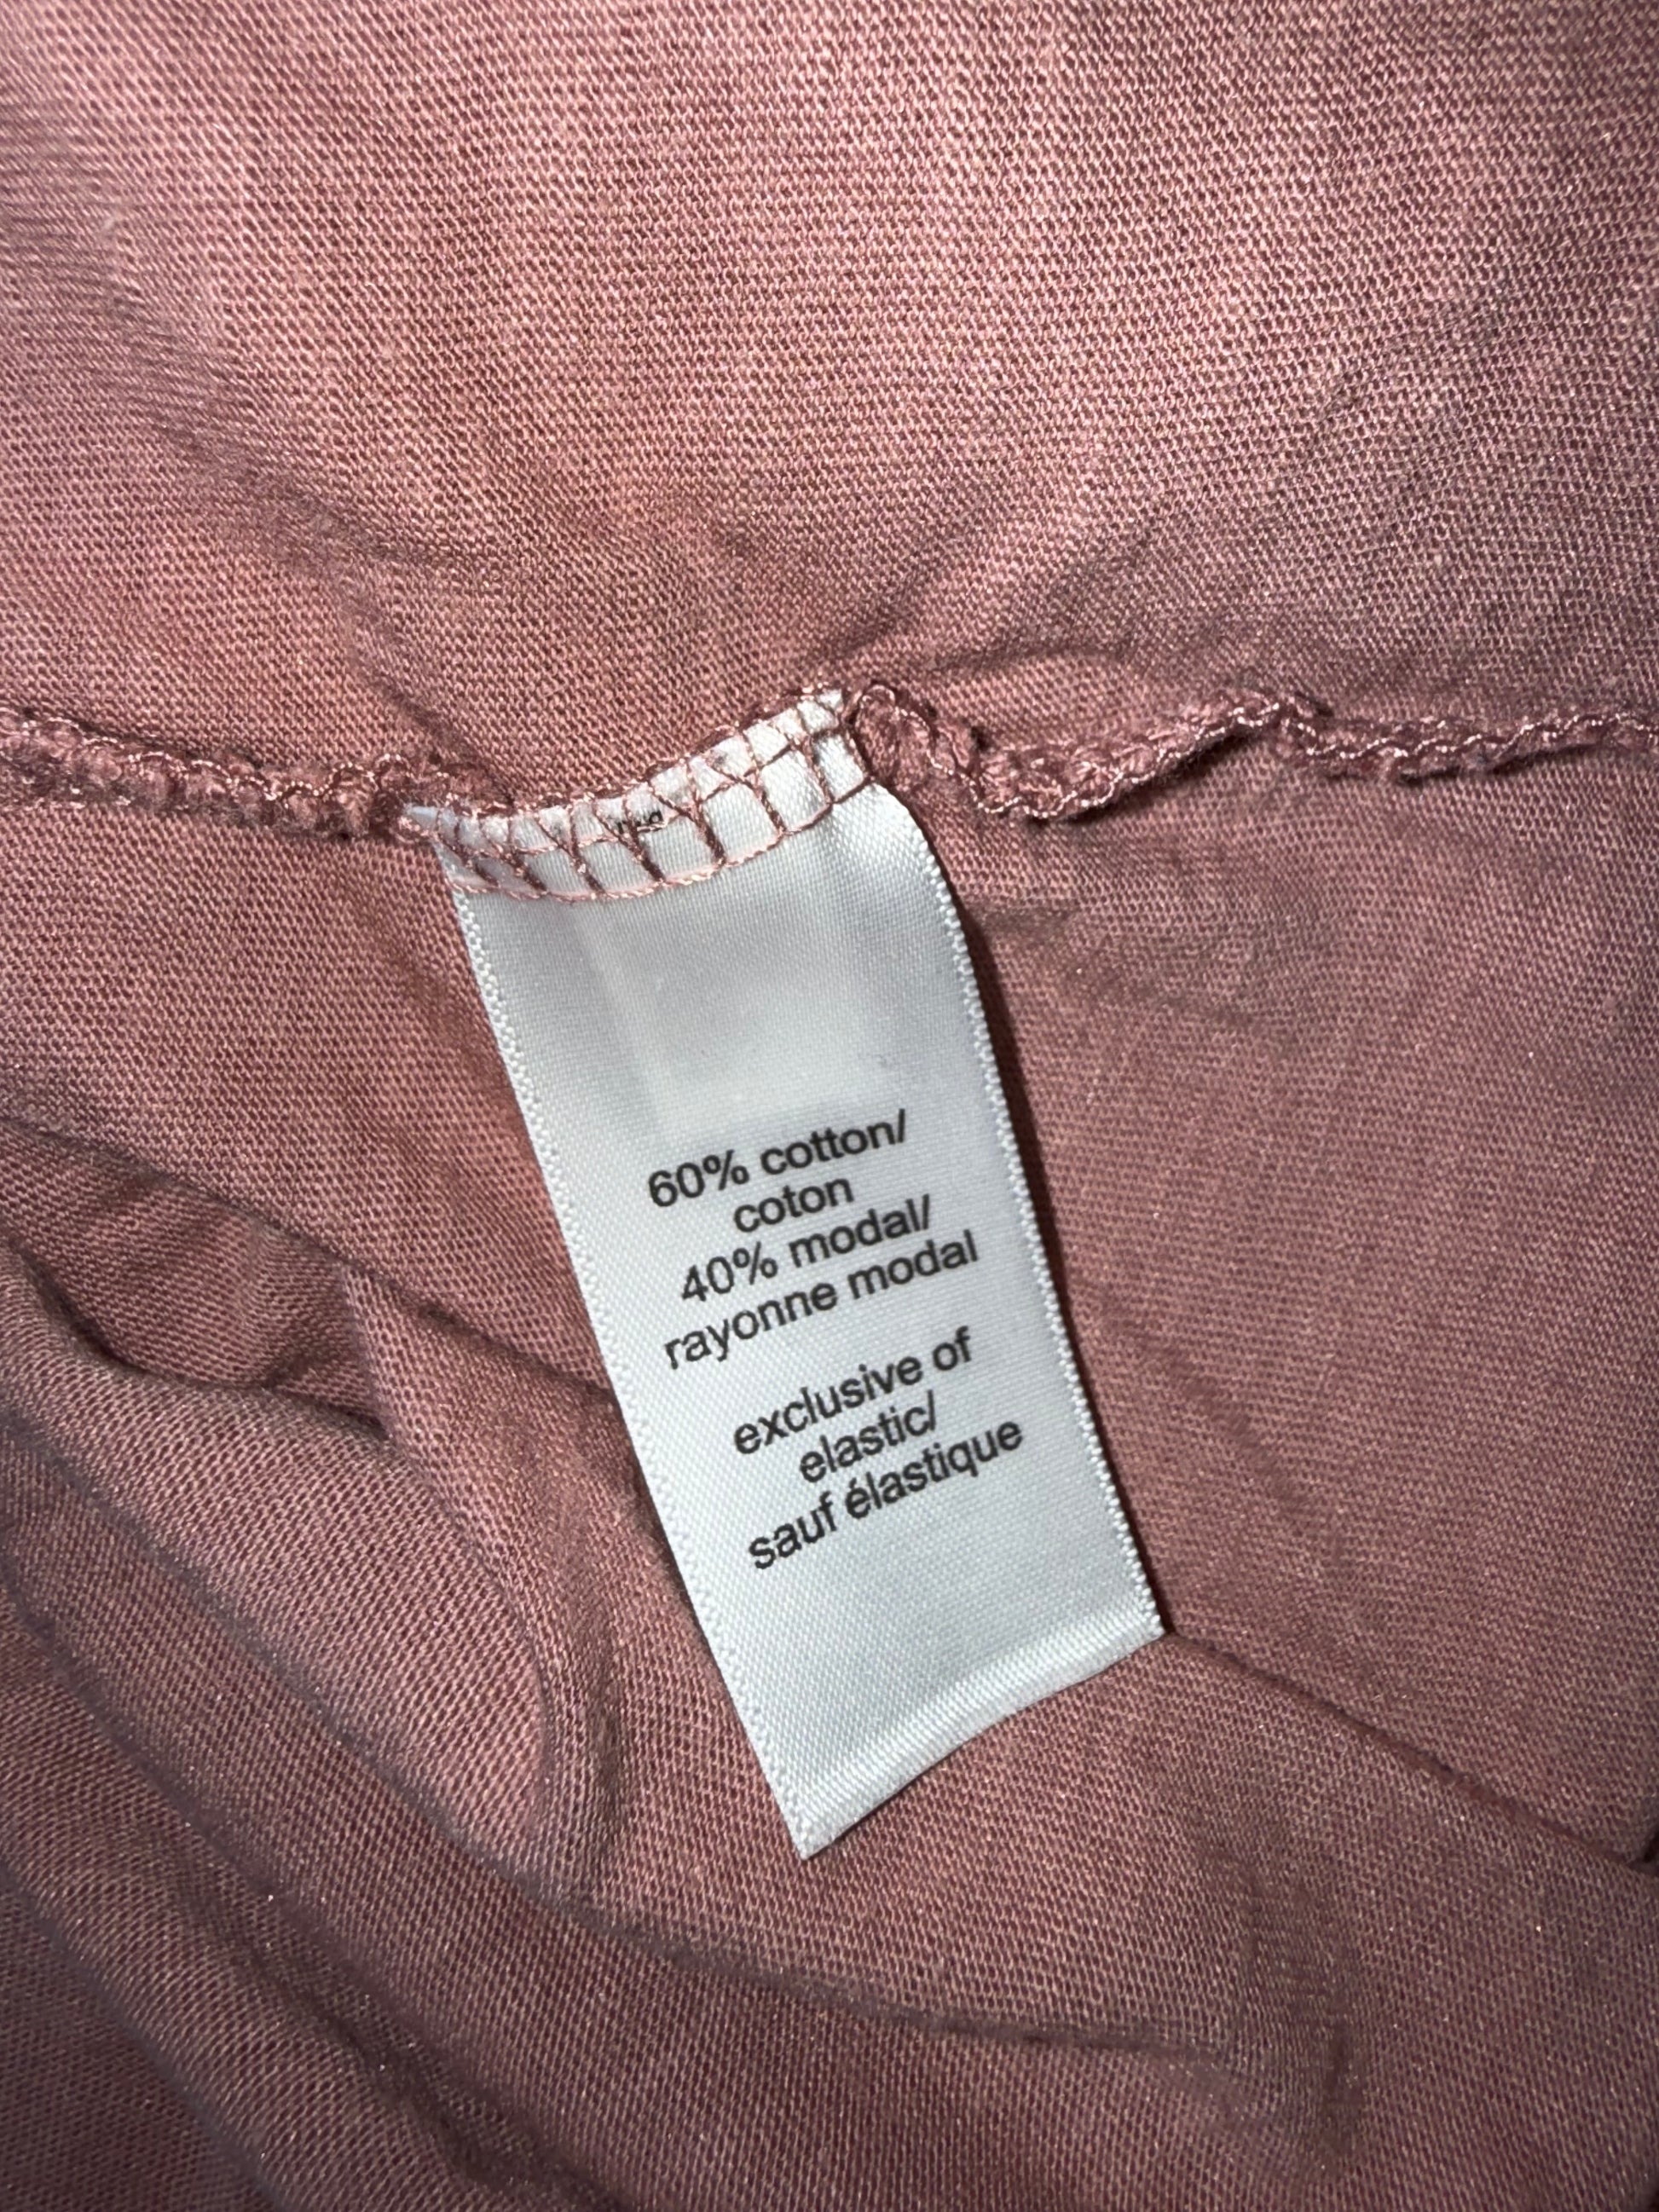 60% cotton/
coton
40% modal/
rayonne modal
exclusive of
elastic/
sauf élastique